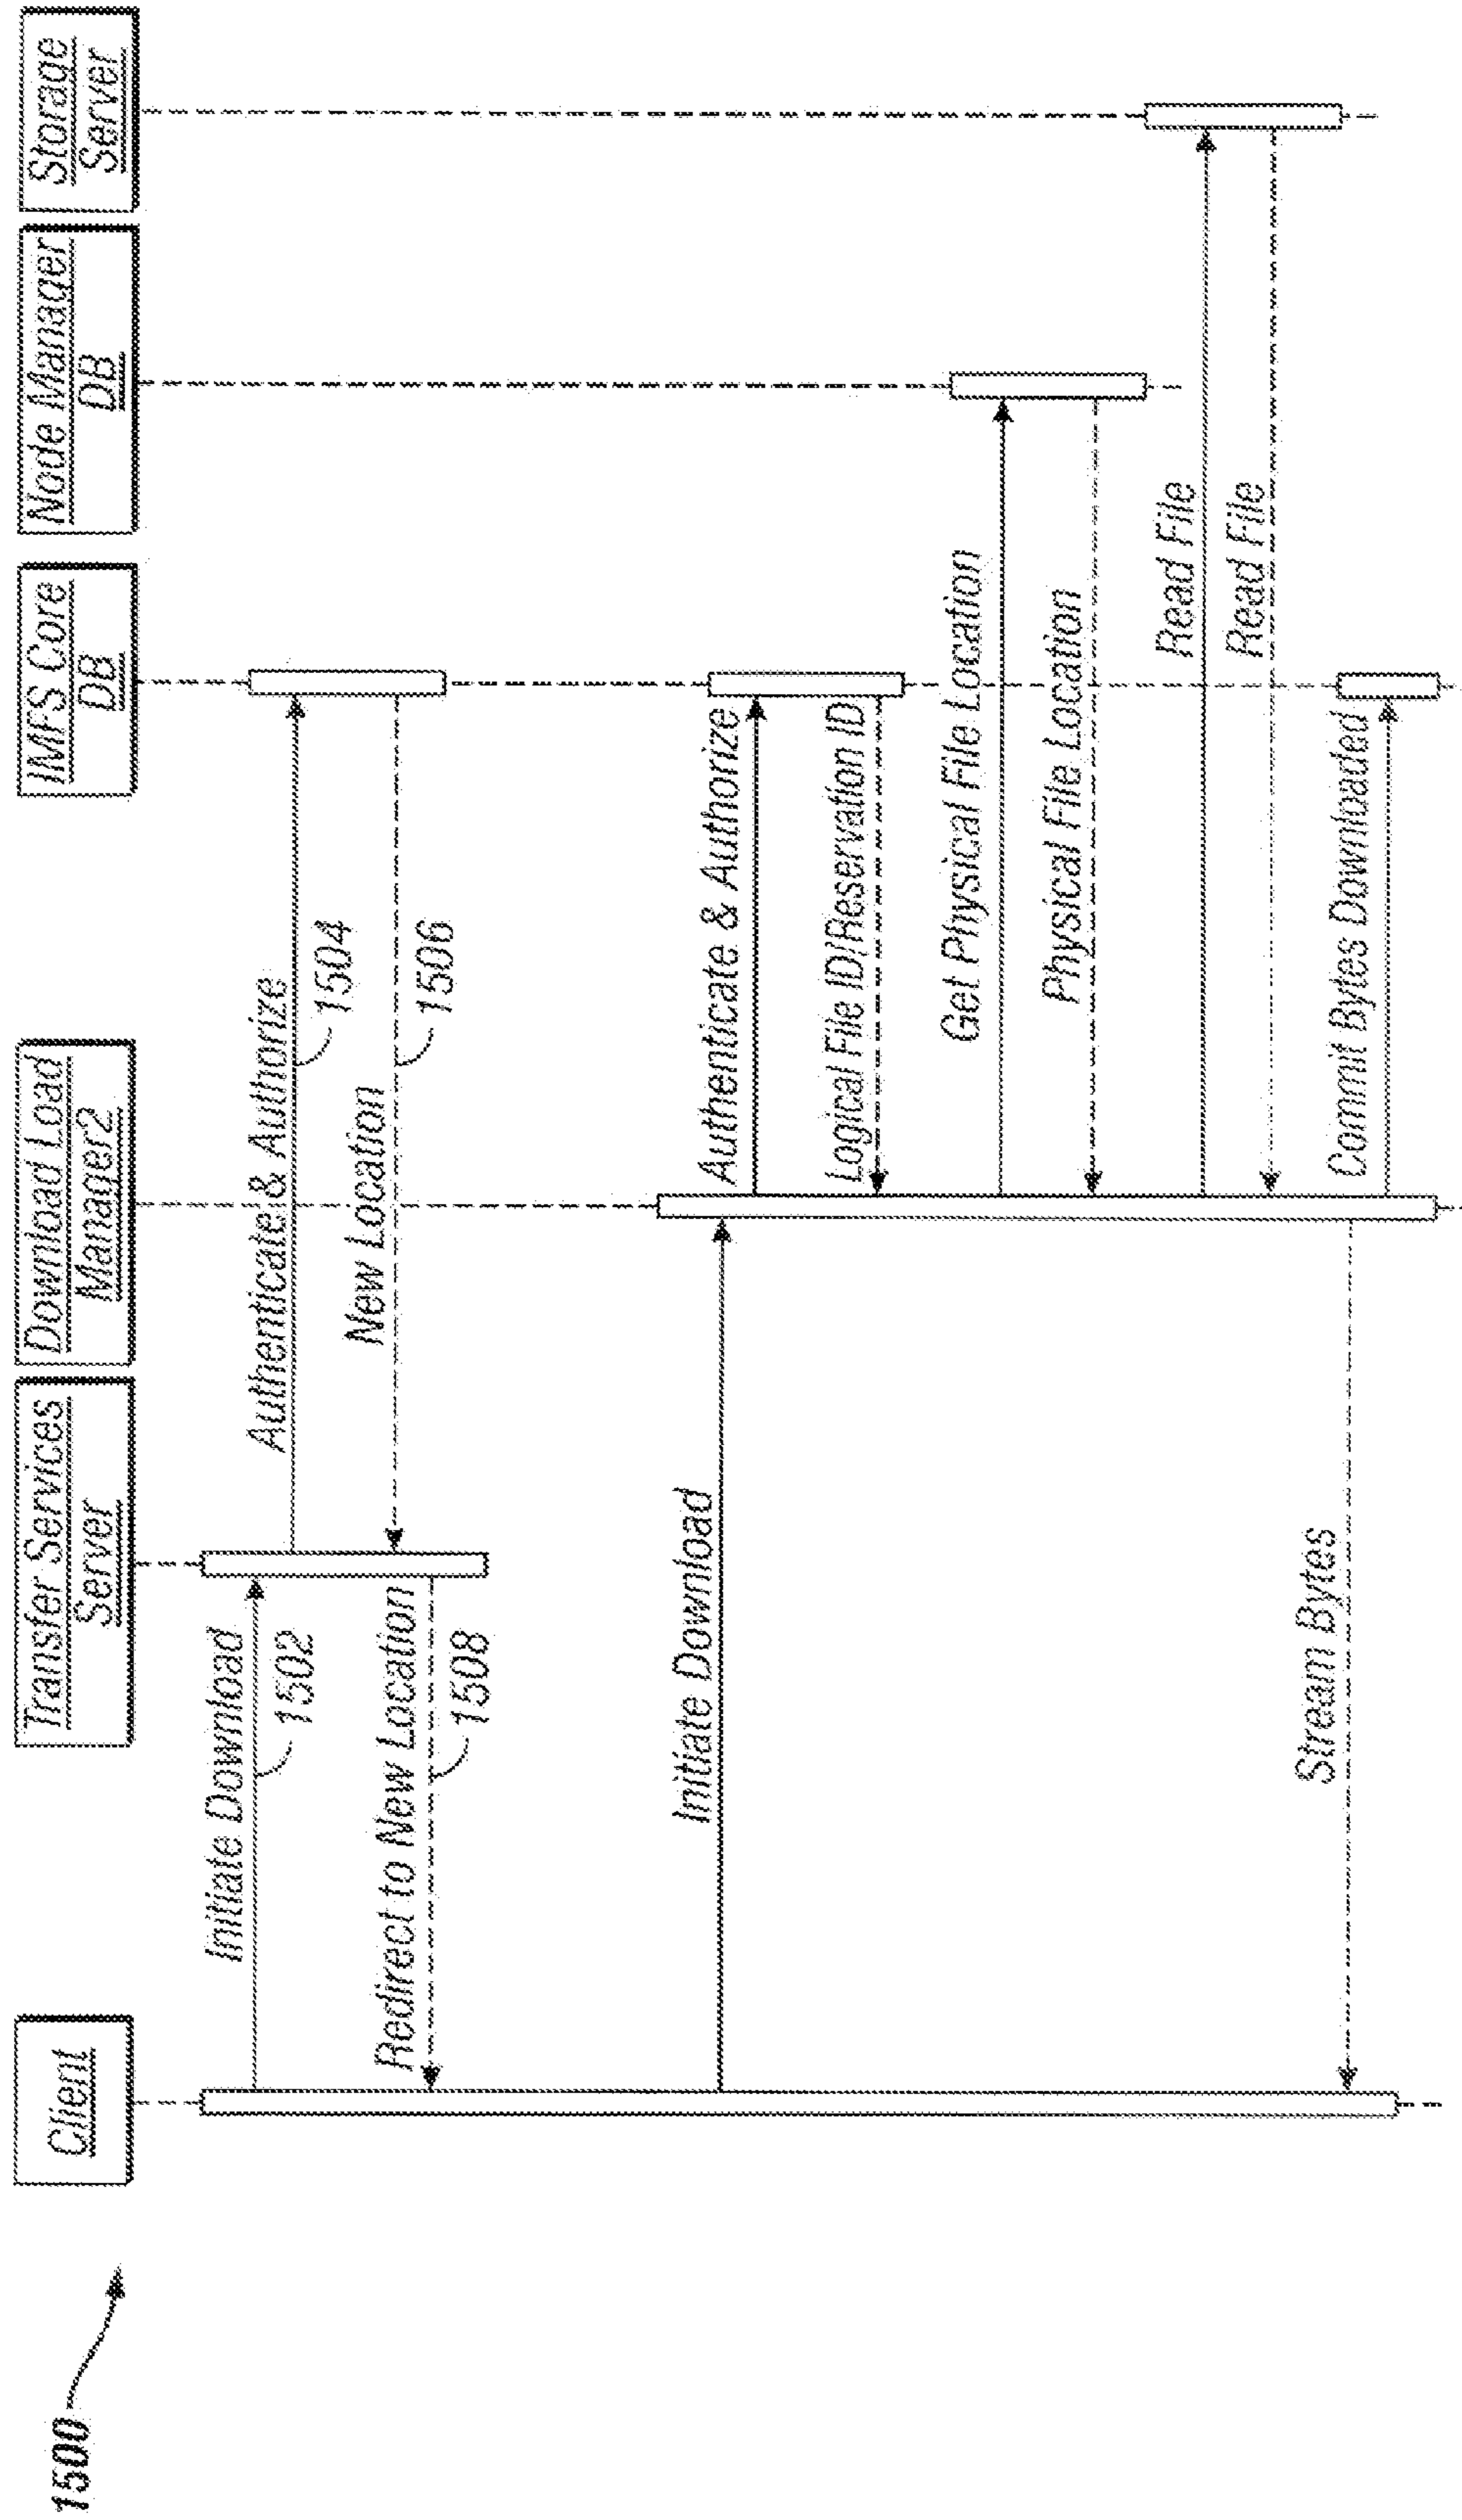 1500
Client
Transfer Services
Server
Download Load
Manager2
IMFS Core
DB
Node Manager
DB
Storage
Server
Initiate Download
1502
Authenticate & Authorize
1504
New Location
1506
Redirect to New Location
1508
Initiate Download
Authenticate & Authorize
Logical File ID/Reservation ID
Get Physical File Location
Physical File Location
Read File
Read File
Stream Bytes
Commit Bytes Downloaded